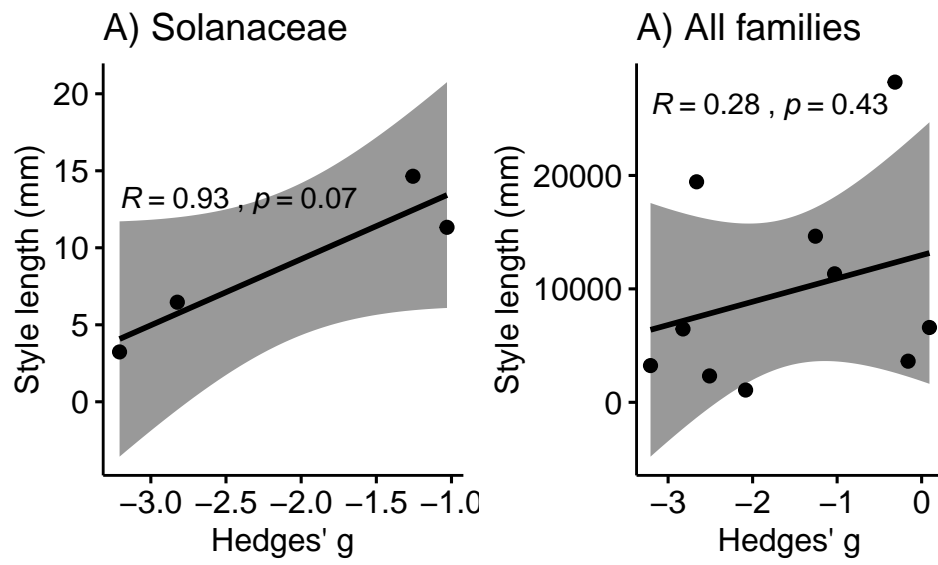 A) Solanaceae
20
15
10
5
0
Style length (mm)
R = 0.93 , p = 0.07
−3.0 −2.5 −2.0 −1.5 −1.0
Hedges' g
A) All families
20000
10000
0
Style length (mm)
R = 0.28 , p = 0.43
−3 −2 −1 0
Hedges' g